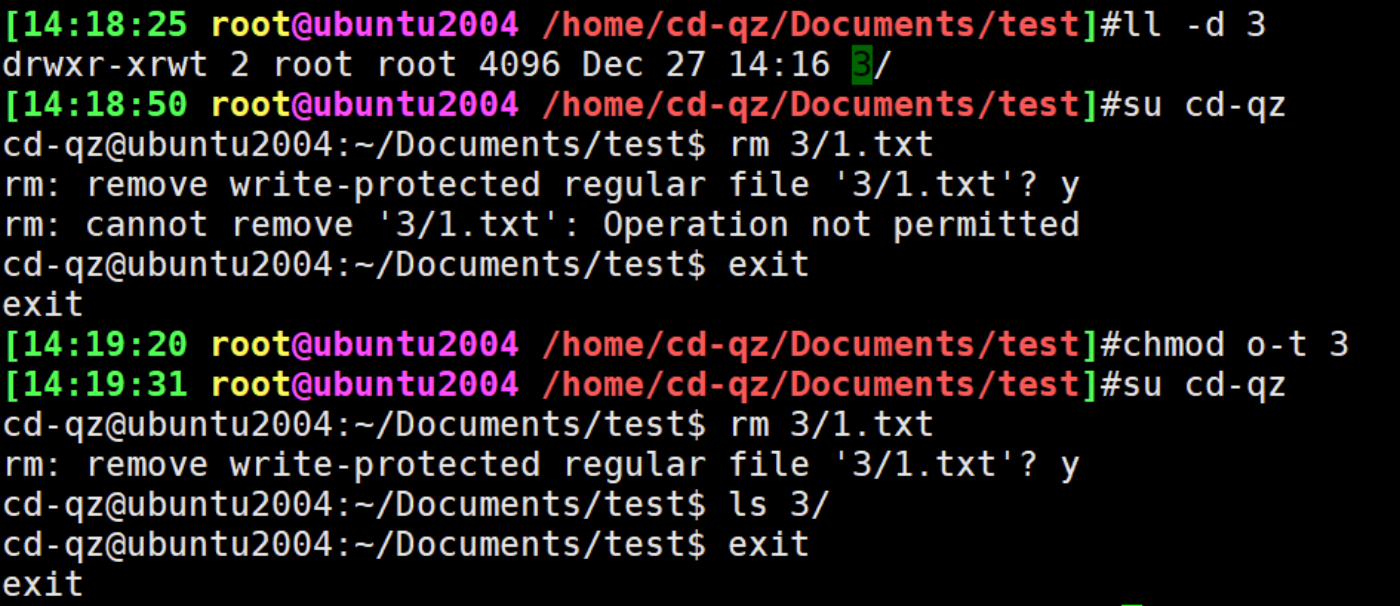 [14:18:25 root@ubuntu2004 /home/cd-qz/Documents/test]#ll -d 3
drwxr-xrwt 2 root root 4096 Dec 27 14:16 3/
[14:18:50 root@ubuntu2004 /home/cd-qz/Documents/test]#su cd-qz
cd-qz@ubuntu2004:~/Documents/test$ rm 3/1.txt
rm: remove write-protected regular file '3/1.txt'? y
rm: cannot remove '3/1.txt': Operation not permitted
cd-qz@ubuntu2004:~/Documents/test$ exit
exit
[14:19:20 root@ubuntu2004 /home/cd-qz/Documents/test]#chmod o-t 3
[14:19:31 root@ubuntu2004 /home/cd-qz/Documents/test]#su cd-qz
cd-qz@ubuntu2004:~/Documents/test$ rm 3/1.txt
rm: remove write-protected regular file '3/1.txt'? y
cd-qz@ubuntu2004:~/Documents/test$ ls 3/
cd-qz@ubuntu2004:~/Documents/test$ exit
exit